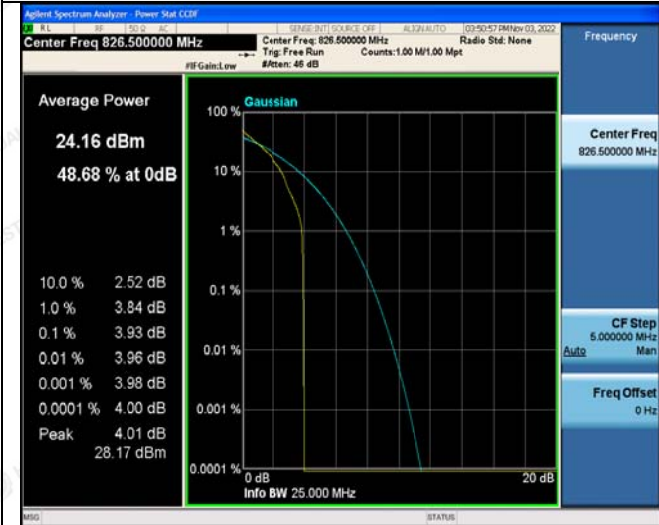 Agilent Spectrum Analyzer - Power Stat CCDF
RL RF 50 Ω AC SENSE:INT SOURCE OFF ALIGN AUTO 03:50:57 PM Nov 03, 2022
Center Freq 826.500000 MHz
Center Freq: 826.500000 MHz Radio Std: None
Trig: Free Run Counts:1.00 M/1.00 Mpt
#IFGain:Low #Atten: 46 dB
Frequency
Average Power
24.16 dBm
48.68 % at 0dB
10.0 % 2.52 dB
1.0 % 3.84 dB
0.1 % 3.93 dB
0.01 % 3.96 dB
0.001 % 3.98 dB
0.0001 % 4.00 dB
Peak 4.01 dB
28.17 dBm
Gaussian
100 %
10 %
1 %
0.1 %
0.01 %
0.001 %
0.0001 %
0 dB 20 dB
Info BW 25.000 MHz
Center Freq
826.500000 MHz
CF Step
5.000000 MHz
Auto Man
Freq Offset
0 Hz
MSG STATUS